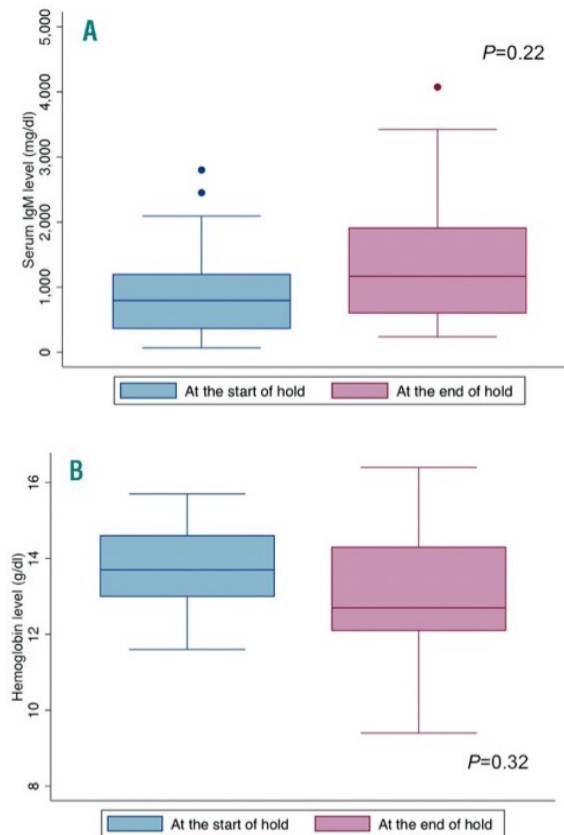 A
P=0.22
5,000
4,000
3,000
2,000
1,000
0
Serum IgM level (mg/dl)
At the start of hold
At the end of hold
B
16
14
12
10
8
Hemoglobin level (g/dl)
P=0.32
At the start of hold
At the end of hold